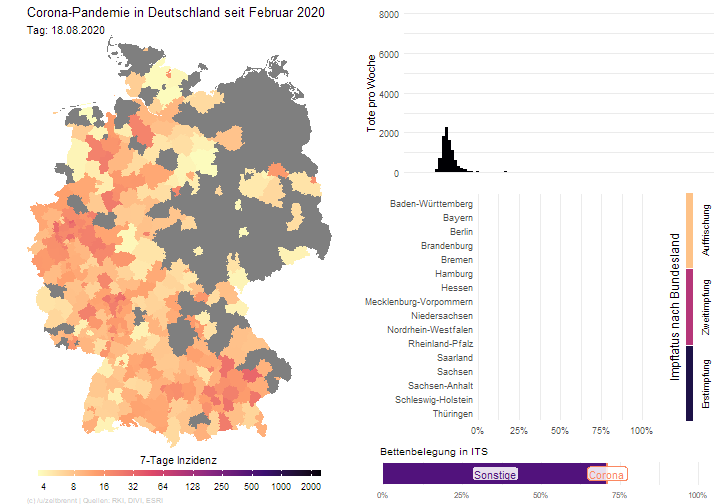 Corona-Pandemie in Deutschland seit Februar 2020
Tag: 18.08.2020
7-Tage Inzidenz
4 8 16 32 64 128 250 500 1000 2000
Quellen: RKI, DIVI, ESRI
Tote pro Woche
8000
6000
4000
2000
0
Baden-Württemberg
Bayern
Berlin
Brandenburg
Bremen
Hamburg
Hessen
Mecklenburg-Vorpommern
Niedersachsen
Nordrhein-Westfalen
Rheinland-Pfalz
Saarland
Sachsen
Sachsen-Anhalt
Schleswig-Holstein
Thüringen
0% 25% 50% 75% 100%
Impfstatus nach Bundesland
Auffrischung
Zweitimpfung
Erstimpfung
Bettenbelegung in ITS
Sonstige Corona
0% 25% 50% 75% 100%